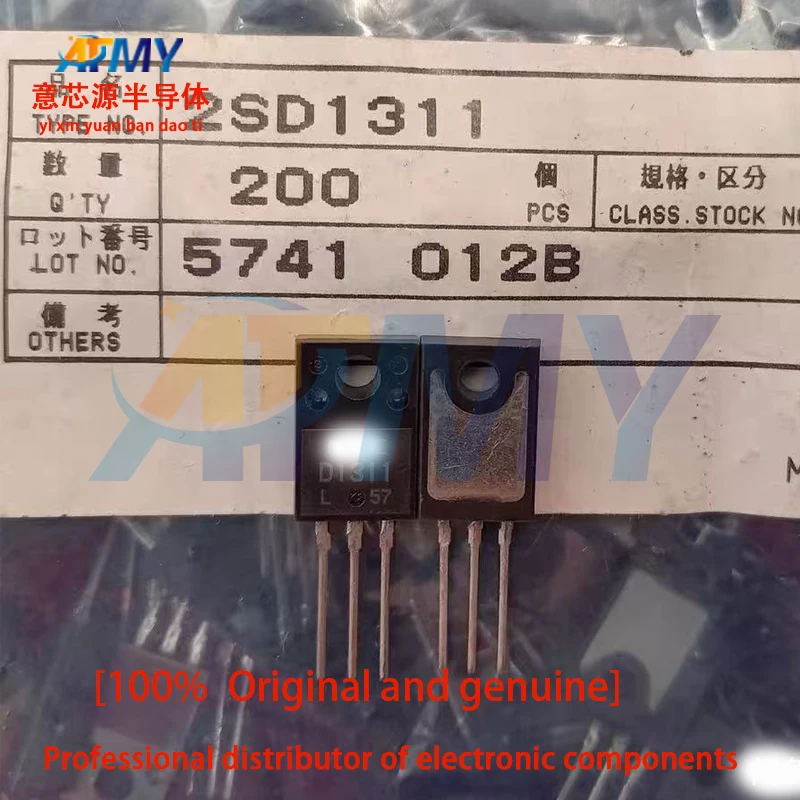 ATMY
意芯源半导体
yi xin yuan ban dao ti
品名
TYPE NO. 2SD1311
数量
Q'TY 200 個 PCS
規格・区分
CLASS.STOCK NO
ロット番号
LOT NO. 5741 012B
備考
OTHERS
ATMY
M
D1311
L 57
[100% Original and genuine]
Professional distributor of electronic components